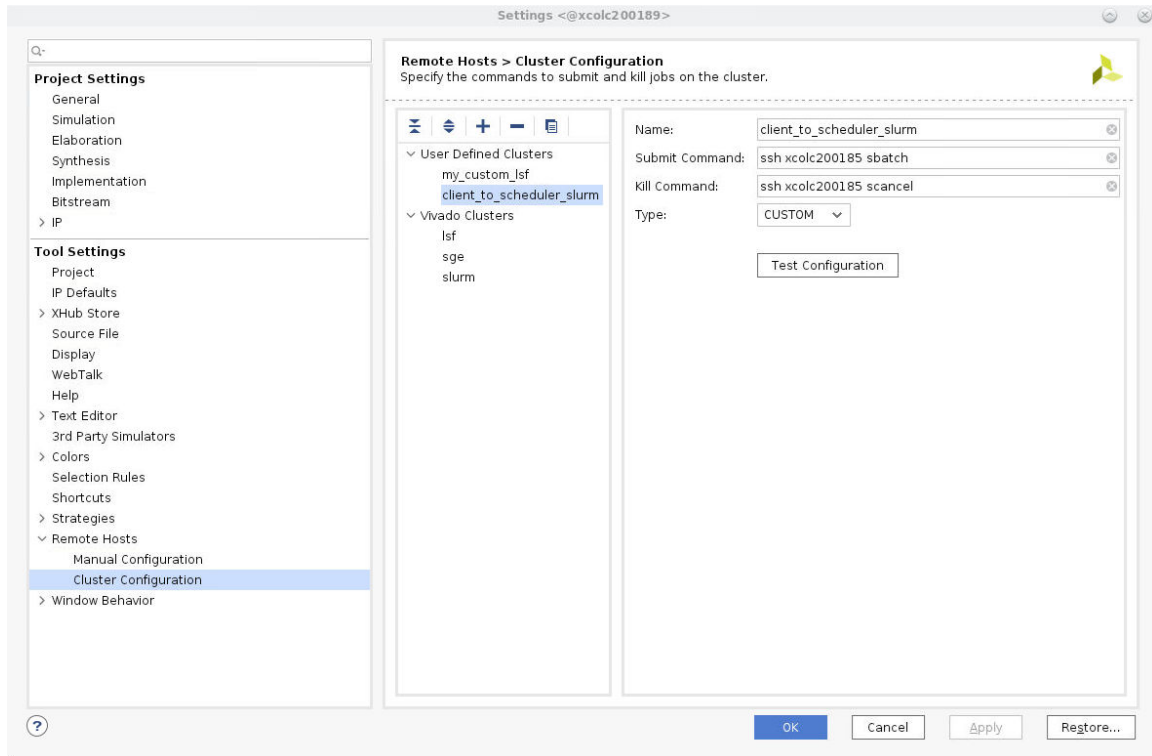 Settings <@xcolc200189>
Q-
Project Settings
General
Simulation
Elaboration
Synthesis
Implementation
Bitstream
> IP
Tool Settings
Project
IP Defaults
> XHub Store
Source File
Display
WebTalk
Help
> Text Editor
3rd Party Simulators
> Colors
Selection Rules
Shortcuts
> Strategies
Remote Hosts
Manual Configuration
Cluster Configuration
> Window Behavior
Remote Hosts > Cluster Configuration
Specify the commands to submit and kill jobs on the cluster.
User Defined Clusters
my_custom_lsf
client_to_scheduler_slurm
Vivado Clusters
lsf
sge
slurm
Name: client_to_scheduler_slurm
Submit Command: ssh xcolc200185 sbatch
Kill Command: ssh xcolc200185 scancel
Type: CUSTOM
Test Configuration
? OK Cancel Apply Restore...